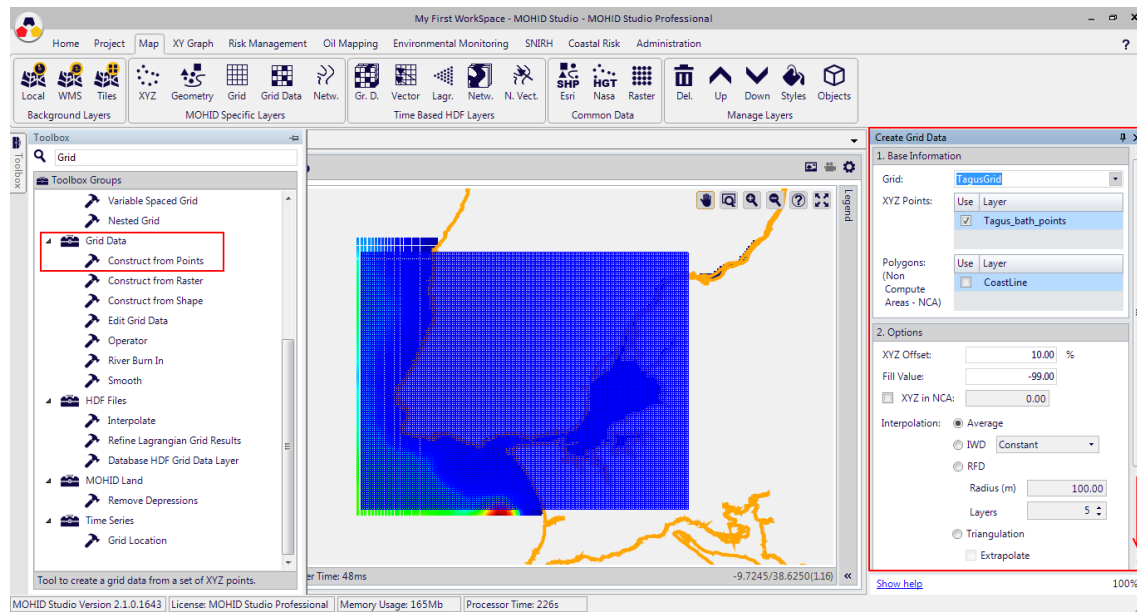 My First WorkSpace - MOHID Studio - MOHID Studio Professional
Home Project Map XY Graph Risk Management Oil Mapping Environmental Monitoring SNIRH Coastal Risk Administration ?
SHP HGT
Local WMS Tiles XYZ Geometry Grid Grid Data Netw. Gr. D. Vector Lagr. Netw. N. Vect. Esri Nasa Raster Del. Up Down Styles Objects
Background Layers MOHID Specific Layers Time Based HDF Layers Common Data Manage Layers
Toolbox
Toolbox
Grid
Toolbox Groups
Variable Spaced Grid
Nested Grid
Grid Data
Construct from Points
Construct from Raster
Construct from Shape
Edit Grid Data
Operator
River Burn In
Smooth
HDF Files
Interpolate
Refine Lagrangian Grid Results
Database HDF Grid Data Layer
MOHID Land
Remove Depressions
Time Series
Grid Location
Tool to create a grid data from a set of XYZ points.
Legend
er Time: 48ms
-9.7245/38.6250(1.16) «
Create Grid Data
1. Base Information
Grid: TagusGrid
XYZ Points: Use Layer
Tagus_bath_points
Polygons: Use Layer
(Non CoastLine
Compute
Areas - NCA)
2. Options
XYZ Offset: 10.00 %
Fill Value: -99.00
XYZ in NCA: 0.00
Interpolation: Average
IWD Constant
RFD
Radius (m) 100.00
Layers 5
Triangulation
Extrapolate
Show help 100%
MOHID Studio Version 2.1.0.1643 License: MOHID Studio Professional Memory Usage: 165Mb Processor Time: 226s